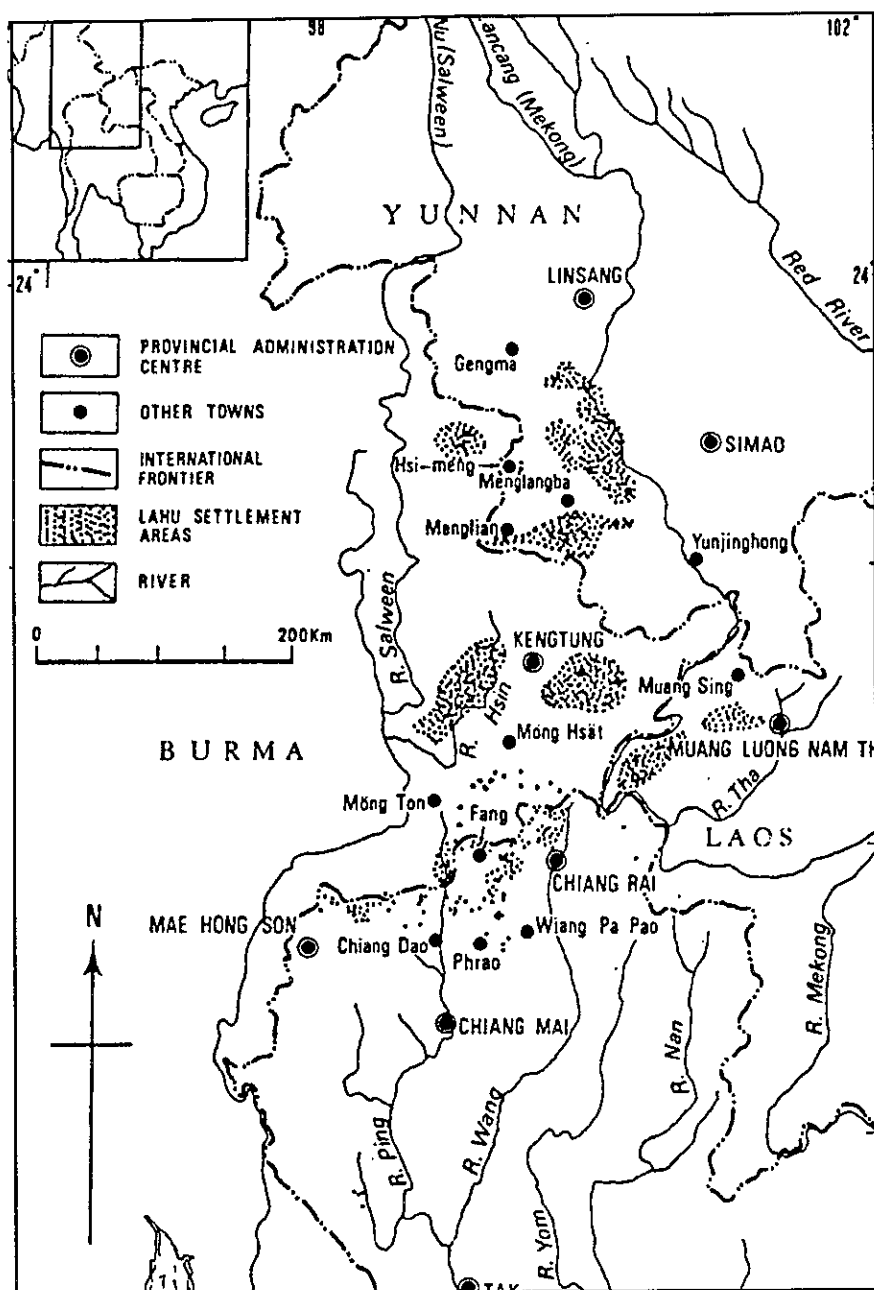 98
102°
Nu (Salween)
ancang (Mekong)
YUNNAN
24°
24
LINSANG
Red River
PROVINCIAL ADMINISTRATION
CENTRE
Gengma
OTHER TOWNS
SIMAO
Hsi-meng
INTERNATIONAL
FRONTIER
Menglangba
LAHU SETTLEMENT
AREAS
Menplian
Yunjinghong
RIVER
R. Salween
0 200Km
KENGTUNG
Muang Sing
R. Hsin
BURMA
Möng Hsät
MUANG LUONG NAM TH
R. Tha
Möng Ton
Fang
LAOS
CHIANG RAI
N
MAE HONG SON
Wiang Pa Pao
Chiang Dao
Phrao
R. Mekong
CHIANG MAI
R. Nan
R. Ping
R. Wang
R. Yom
TAK